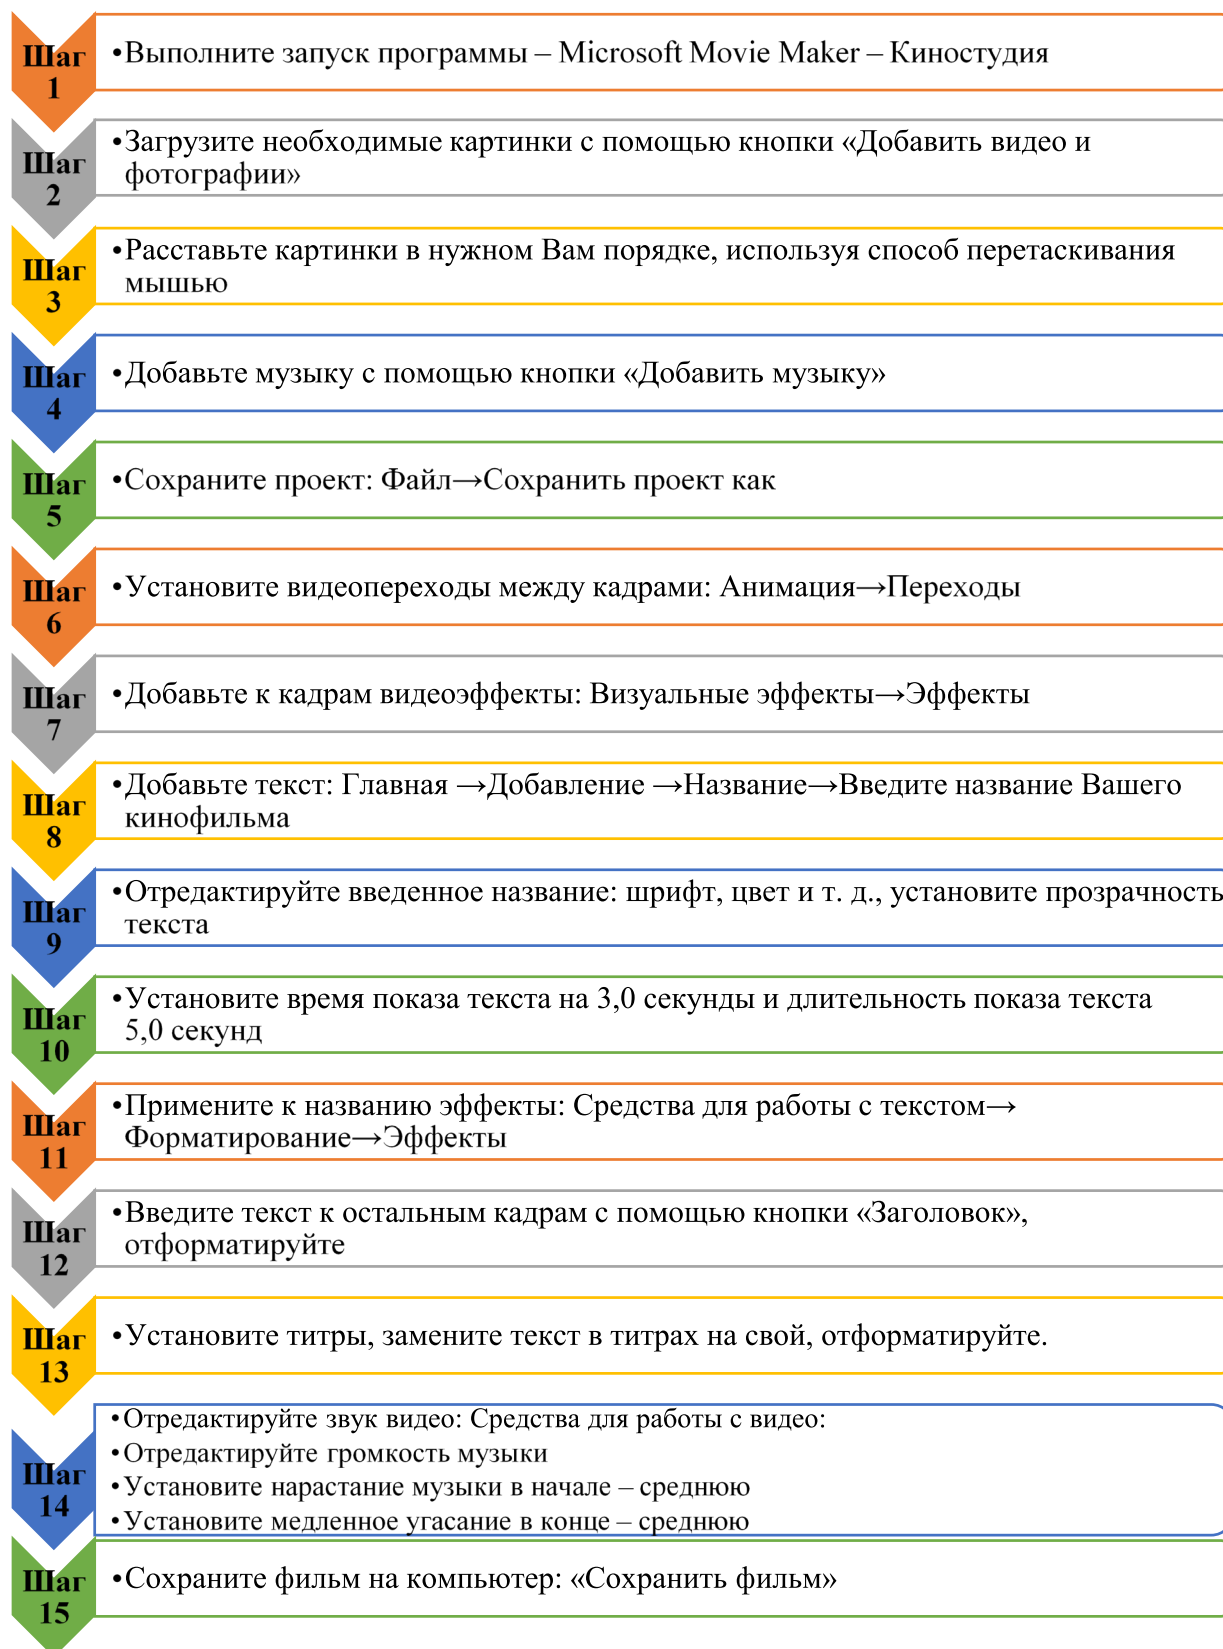 Шаг
1
•Выполните запуск программы – Microsoft Movie Maker – Киностудия
Шаг
2
•Загрузите необходимые картинки с помощью кнопки «Добавить видео и
фотографии»
Шаг
3
•Расставьте картинки в нужном Вам порядке, используя способ перетаскивания
мышью
Шаг
4
•Добавьте музыку с помощью кнопки «Добавить музыку»
Шаг
5
•Сохраните проект: Файл→Сохранить проект как
Шаг
6
•Установите видеопереходы между кадрами: Анимация→Переходы
Шаг
7
•Добавьте к кадрам видеоэффекты: Визуальные эффекты→Эффекты
Шаг
8
•Добавьте текст: Главная →Добавление →Название→Введите название Вашего
кинофильма
Шаг
9
•Отредактируйте введенное название: шрифт, цвет и т. д., установите прозрачность
текста
Шаг
10
•Установите время показа текста на 3,0 секунды и длительность показа текста
5,0 секунд
Шаг
11
•Примените к названию эффекты: Средства для работы с текстом→
Форматирование→Эффекты
Шаг
12
•Введите текст к остальным кадрам с помощью кнопки «Заголовок»,
отформатируйте
Шаг
13
•Установите титры, замените текст в титрах на свой, отформатируйте.
Шаг
14
•Отредактируйте звук видео: Средства для работы с видео:
•Отредактируйте громкость музыки
•Установите нарастание музыки в начале – среднюю
•Установите медленное угасание в конце – среднюю
Шаг
15
•Сохраните фильм на компьютер: «Сохранить фильм»